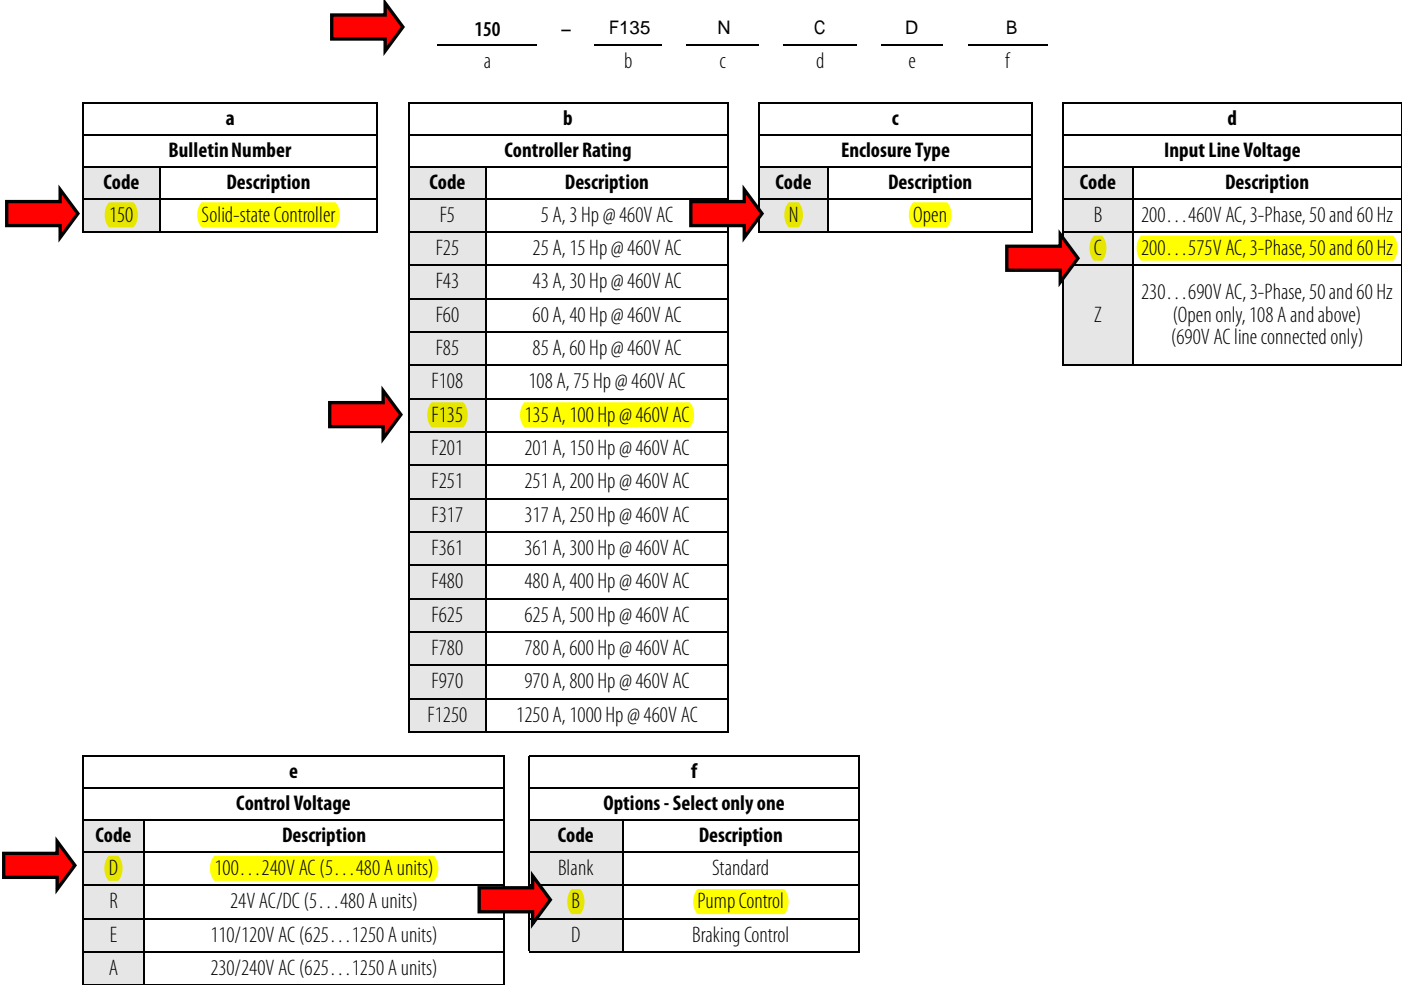 150 – F135 N C D B
a b c d e f
a
Bulletin Number
Code Description
150 Solid-state Controller
b
Controller Rating
Code Description
F5 5 A, 3 Hp @ 460V AC
F25 25 A, 15 Hp @ 460V AC
F43 43 A, 30 Hp @ 460V AC
F60 60 A, 40 Hp @ 460V AC
F85 85 A, 60 Hp @ 460V AC
F108 108 A, 75 Hp @ 460V AC
F135 135 A, 100 Hp @ 460V AC
F201 201 A, 150 Hp @ 460V AC
F251 251 A, 200 Hp @ 460V AC
F317 317 A, 250 Hp @ 460V AC
F361 361 A, 300 Hp @ 460V AC
F480 480 A, 400 Hp @ 460V AC
F625 625 A, 500 Hp @ 460V AC
F780 780 A, 600 Hp @ 460V AC
F970 970 A, 800 Hp @ 460V AC
F1250 1250 A, 1000 Hp @ 460V AC
c
Enclosure Type
Code Description
N Open
d
Input Line Voltage
Code Description
B 200...460V AC, 3-Phase, 50 and 60 Hz
C 200...575V AC, 3-Phase, 50 and 60 Hz
Z 230...690V AC, 3-Phase, 50 and 60 Hz
(Open only, 108 A and above)
(690V AC line connected only)
e
Control Voltage
Code Description
D 100...240V AC (5...480 A units)
R 24V AC/DC (5...480 A units)
E 110/120V AC (625...1250 A units)
A 230/240V AC (625...1250 A units)
f
Options - Select only one
Code Description
Blank Standard
B Pump Control
D Braking Control